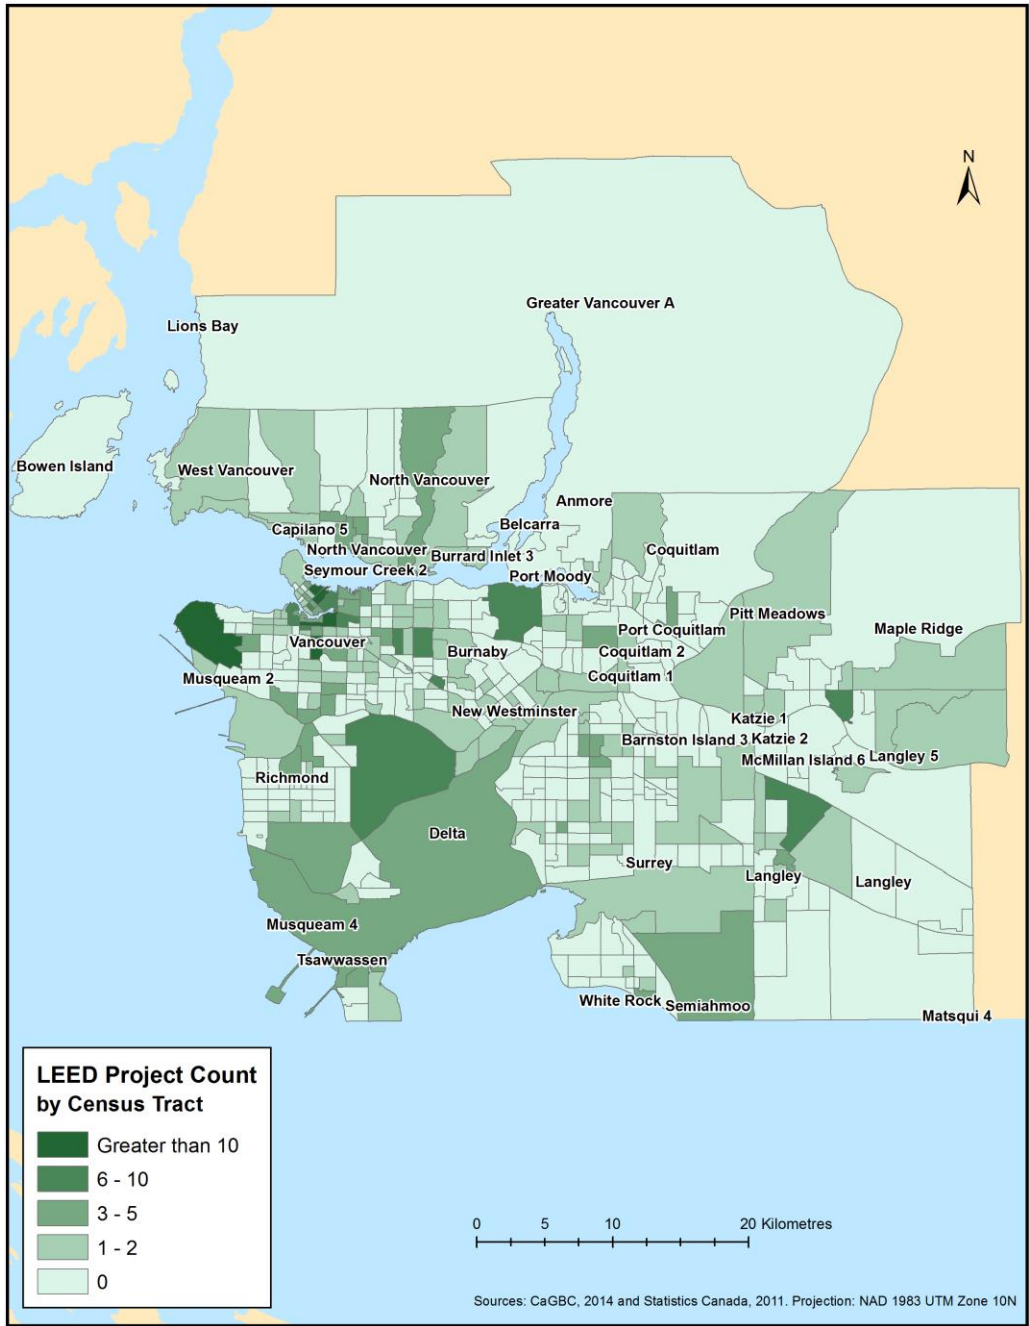 N
Greater Vancouver A
Lions Bay
Bowen Island
West Vancouver
North Vancouver
Anmore
Belcarra
Capilano 5
North Vancouver
Burrard Inlet 3
Coquitlam
Seymour Creek 2
Port Moody
Pitt Meadows
Maple Ridge
Port Coquitlam
Vancouver
Burnaby
Coquitlam 2
Musqueam 2
Coquitlam 1
New Westminster
Katzie 1
Barnston Island 3
Katzie 2
McMillan Island 6
Langley 5
Richmond
Delta
Surrey
Langley
Langley
Musqueam 4
Tsawwassen
White Rock
Semiahmoo
Matsqui 4
LEED Project Count
by Census Tract
Greater than 10
6 - 10
3 - 5
1 - 2
0
0 5 10 20 Kilometres
Sources: CaGBC, 2014 and Statistics Canada, 2011. Projection: NAD 1983 UTM Zone 10N